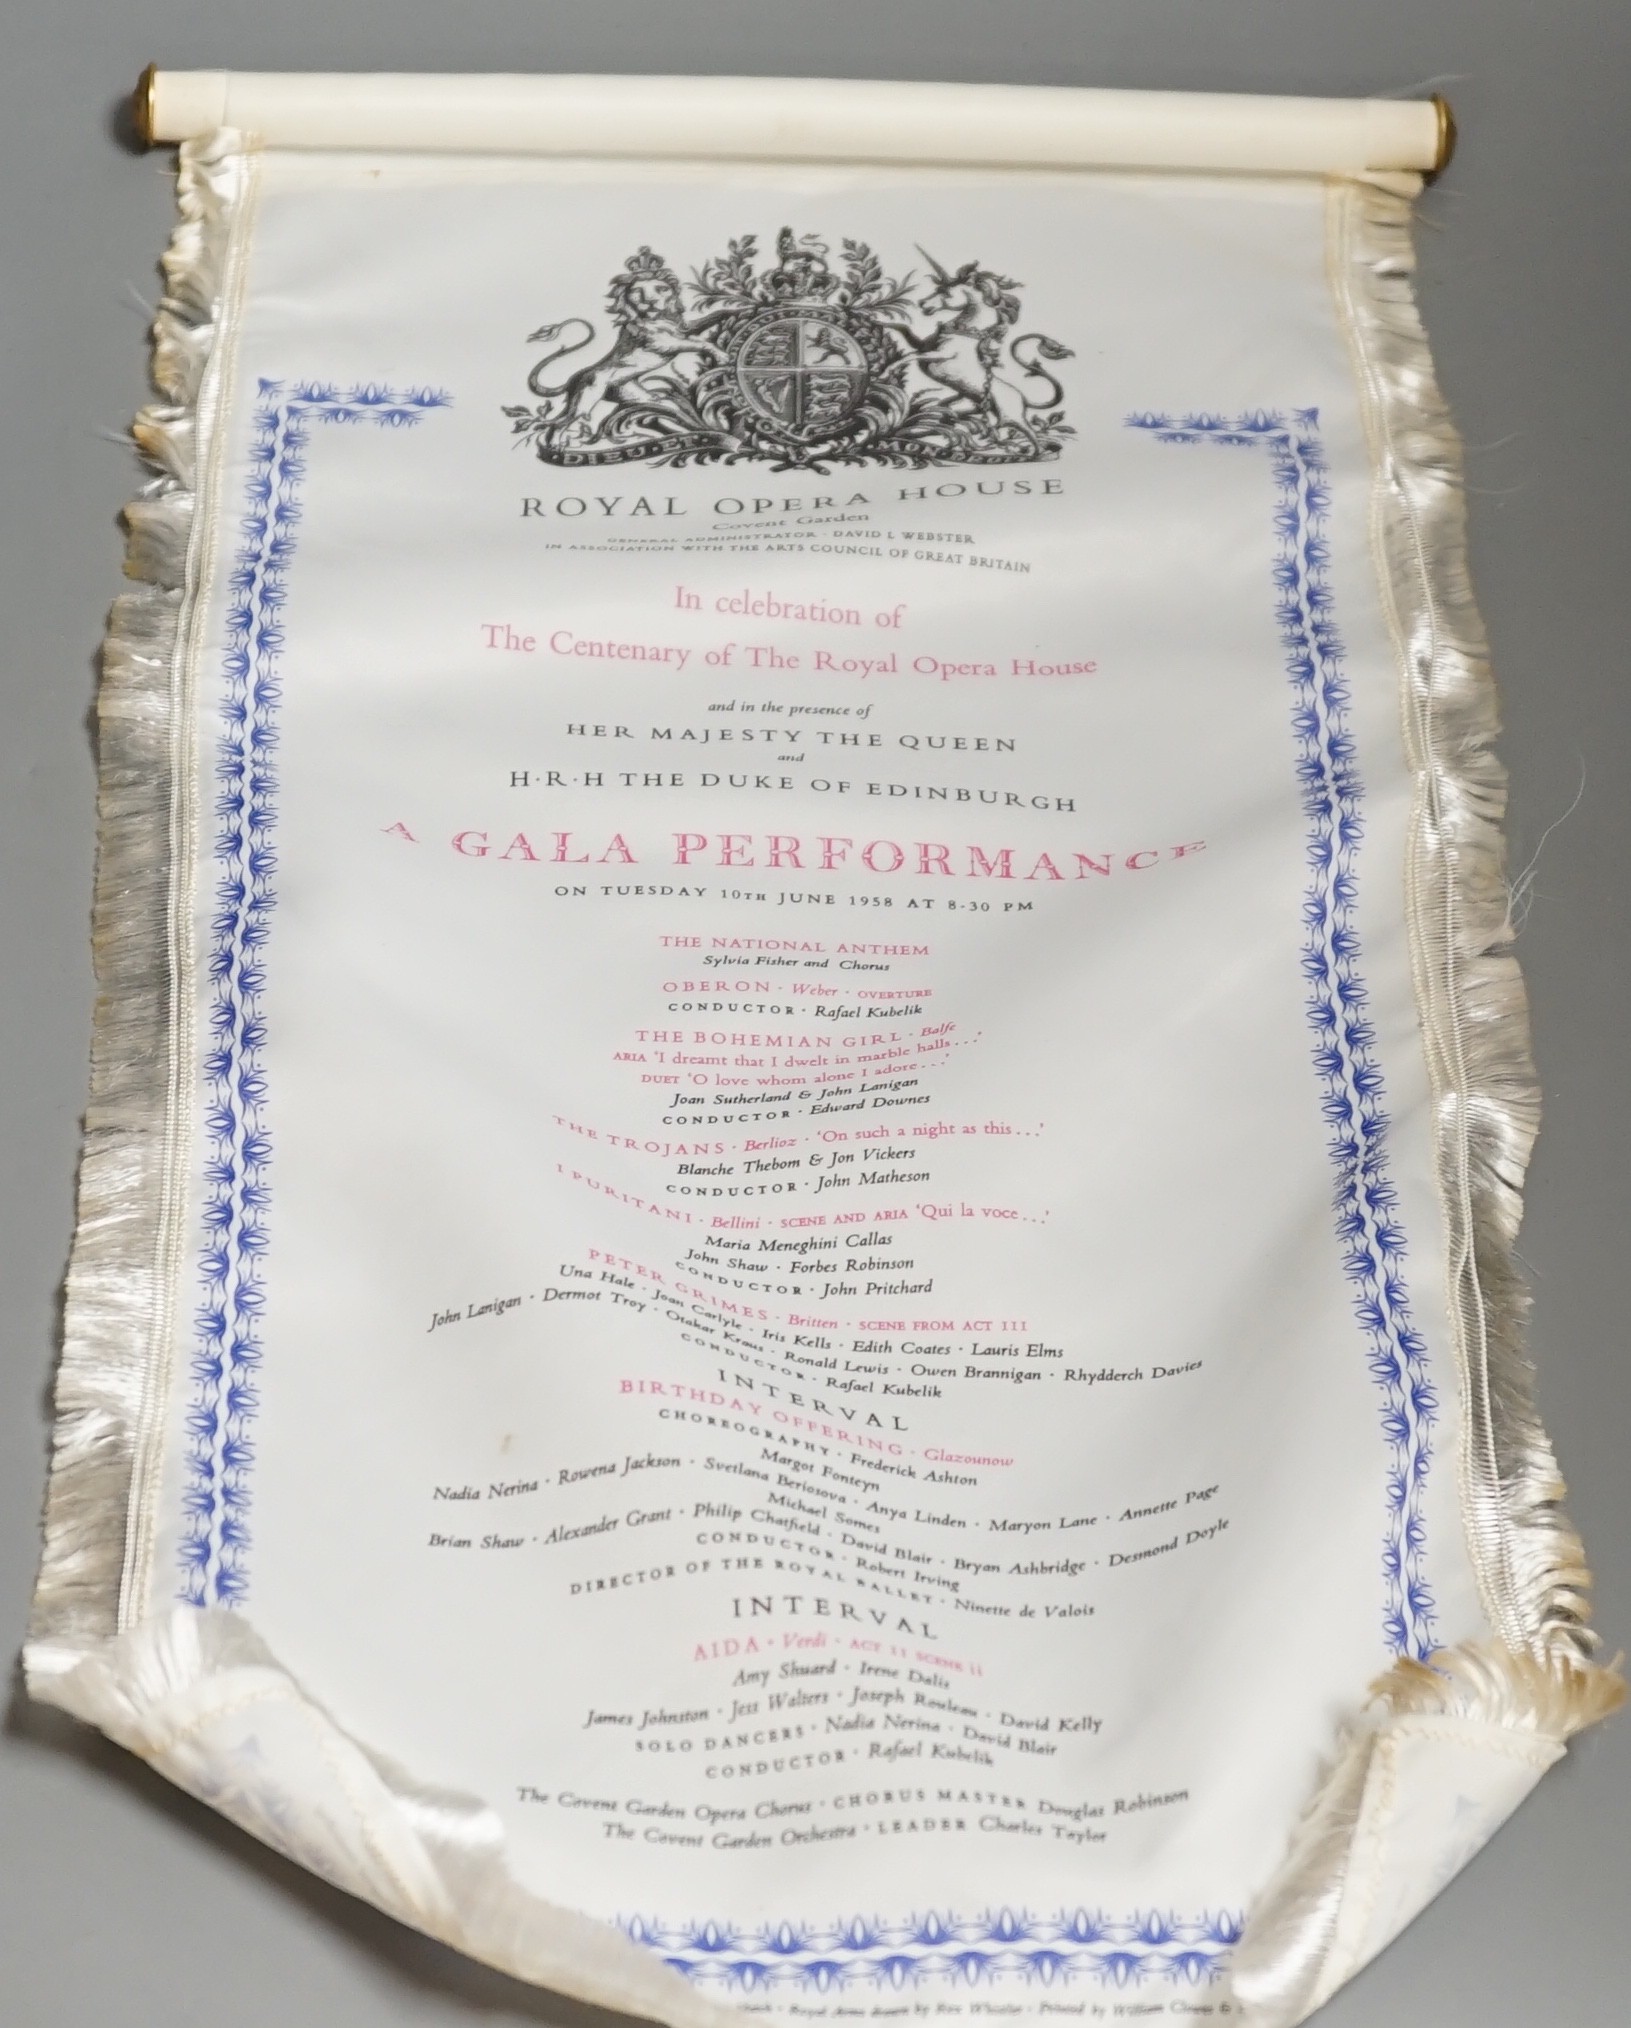 DIEU·ET· MON·DROIT
ROYAL OPERA HOUSE
Covent Garden
GENERAL ADMINISTRATOR · DAVID L WEBSTER
IN ASSOCIATION WITH THE ARTS COUNCIL OF GREAT BRITAIN
In celebration of
The Centenary of The Royal Opera House
and in the presence of
HER MAJESTY THE QUEEN
and
H·R·H THE DUKE OF EDINBURGH
A GALA PERFORMANCE
ON TUESDAY 10TH JUNE 1958 AT 8-30 PM
THE NATIONAL ANTHEM
Sylvia Fisher and Chorus
OBERON · Weber · OVERTURE
CONDUCTOR · Rafael Kubelik
THE BOHEMIAN GIRL · Balfe
ARIA 'I dreamt that I dwelt in marble halls...'
DUET 'O love whom alone I adore...'
Joan Sutherland & John Lanigan
CONDUCTOR · Edward Downes
THE TROJANS · Berlioz · 'On such a night as this...'
Blanche Thebom & Jon Vickers
CONDUCTOR · John Matheson
I PURITANI · Bellini · SCENE AND ARIA 'Qui la voce...'
Maria Meneghini Callas
John Shaw · Forbes Robinson
CONDUCTOR · John Pritchard
PETER GRIMES · Britten · SCENE FROM ACT III
Una Hale · Joan Carlyle · Iris Kells · Edith Coates · Lauris Elms
John Lanigan · Dermot Troy · Otakar Kraus · Ronald Lewis · Owen Brannigan · Rhydderch Davies
CONDUCTOR · Rafael Kubelik
INTERVAL
BIRTHDAY OFFERING · Glazounow
CHOREOGRAPHY · Frederick Ashton
Margot Fonteyn
Nadia Nerina · Rowena Jackson · Svetlana Beriosova · Anya Linden · Maryon Lane · Annette Page
Michael Somes
Brian Shaw · Alexander Grant · Philip Chatfield · David Blair · Bryan Ashbridge · Desmond Doyle
CONDUCTOR · Robert Irving
DIRECTOR OF THE ROYAL BALLET · Ninette de Valois
INTERVAL
AIDA · Verdi · ACT II SCENE II
Amy Shuard · Irene Dalis
James Johnston · Jess Walters · Joseph Rouleau · David Kelly
SOLO DANCERS · Nadia Nerina · David Blair
CONDUCTOR · Rafael Kubelik
The Covent Garden Opera Chorus · CHORUS MASTER Douglas Robinson
The Covent Garden Orchestra · LEADER Charles Taylor
Royal Arms drawn by Rex Whistler · Printed by William Clowes &